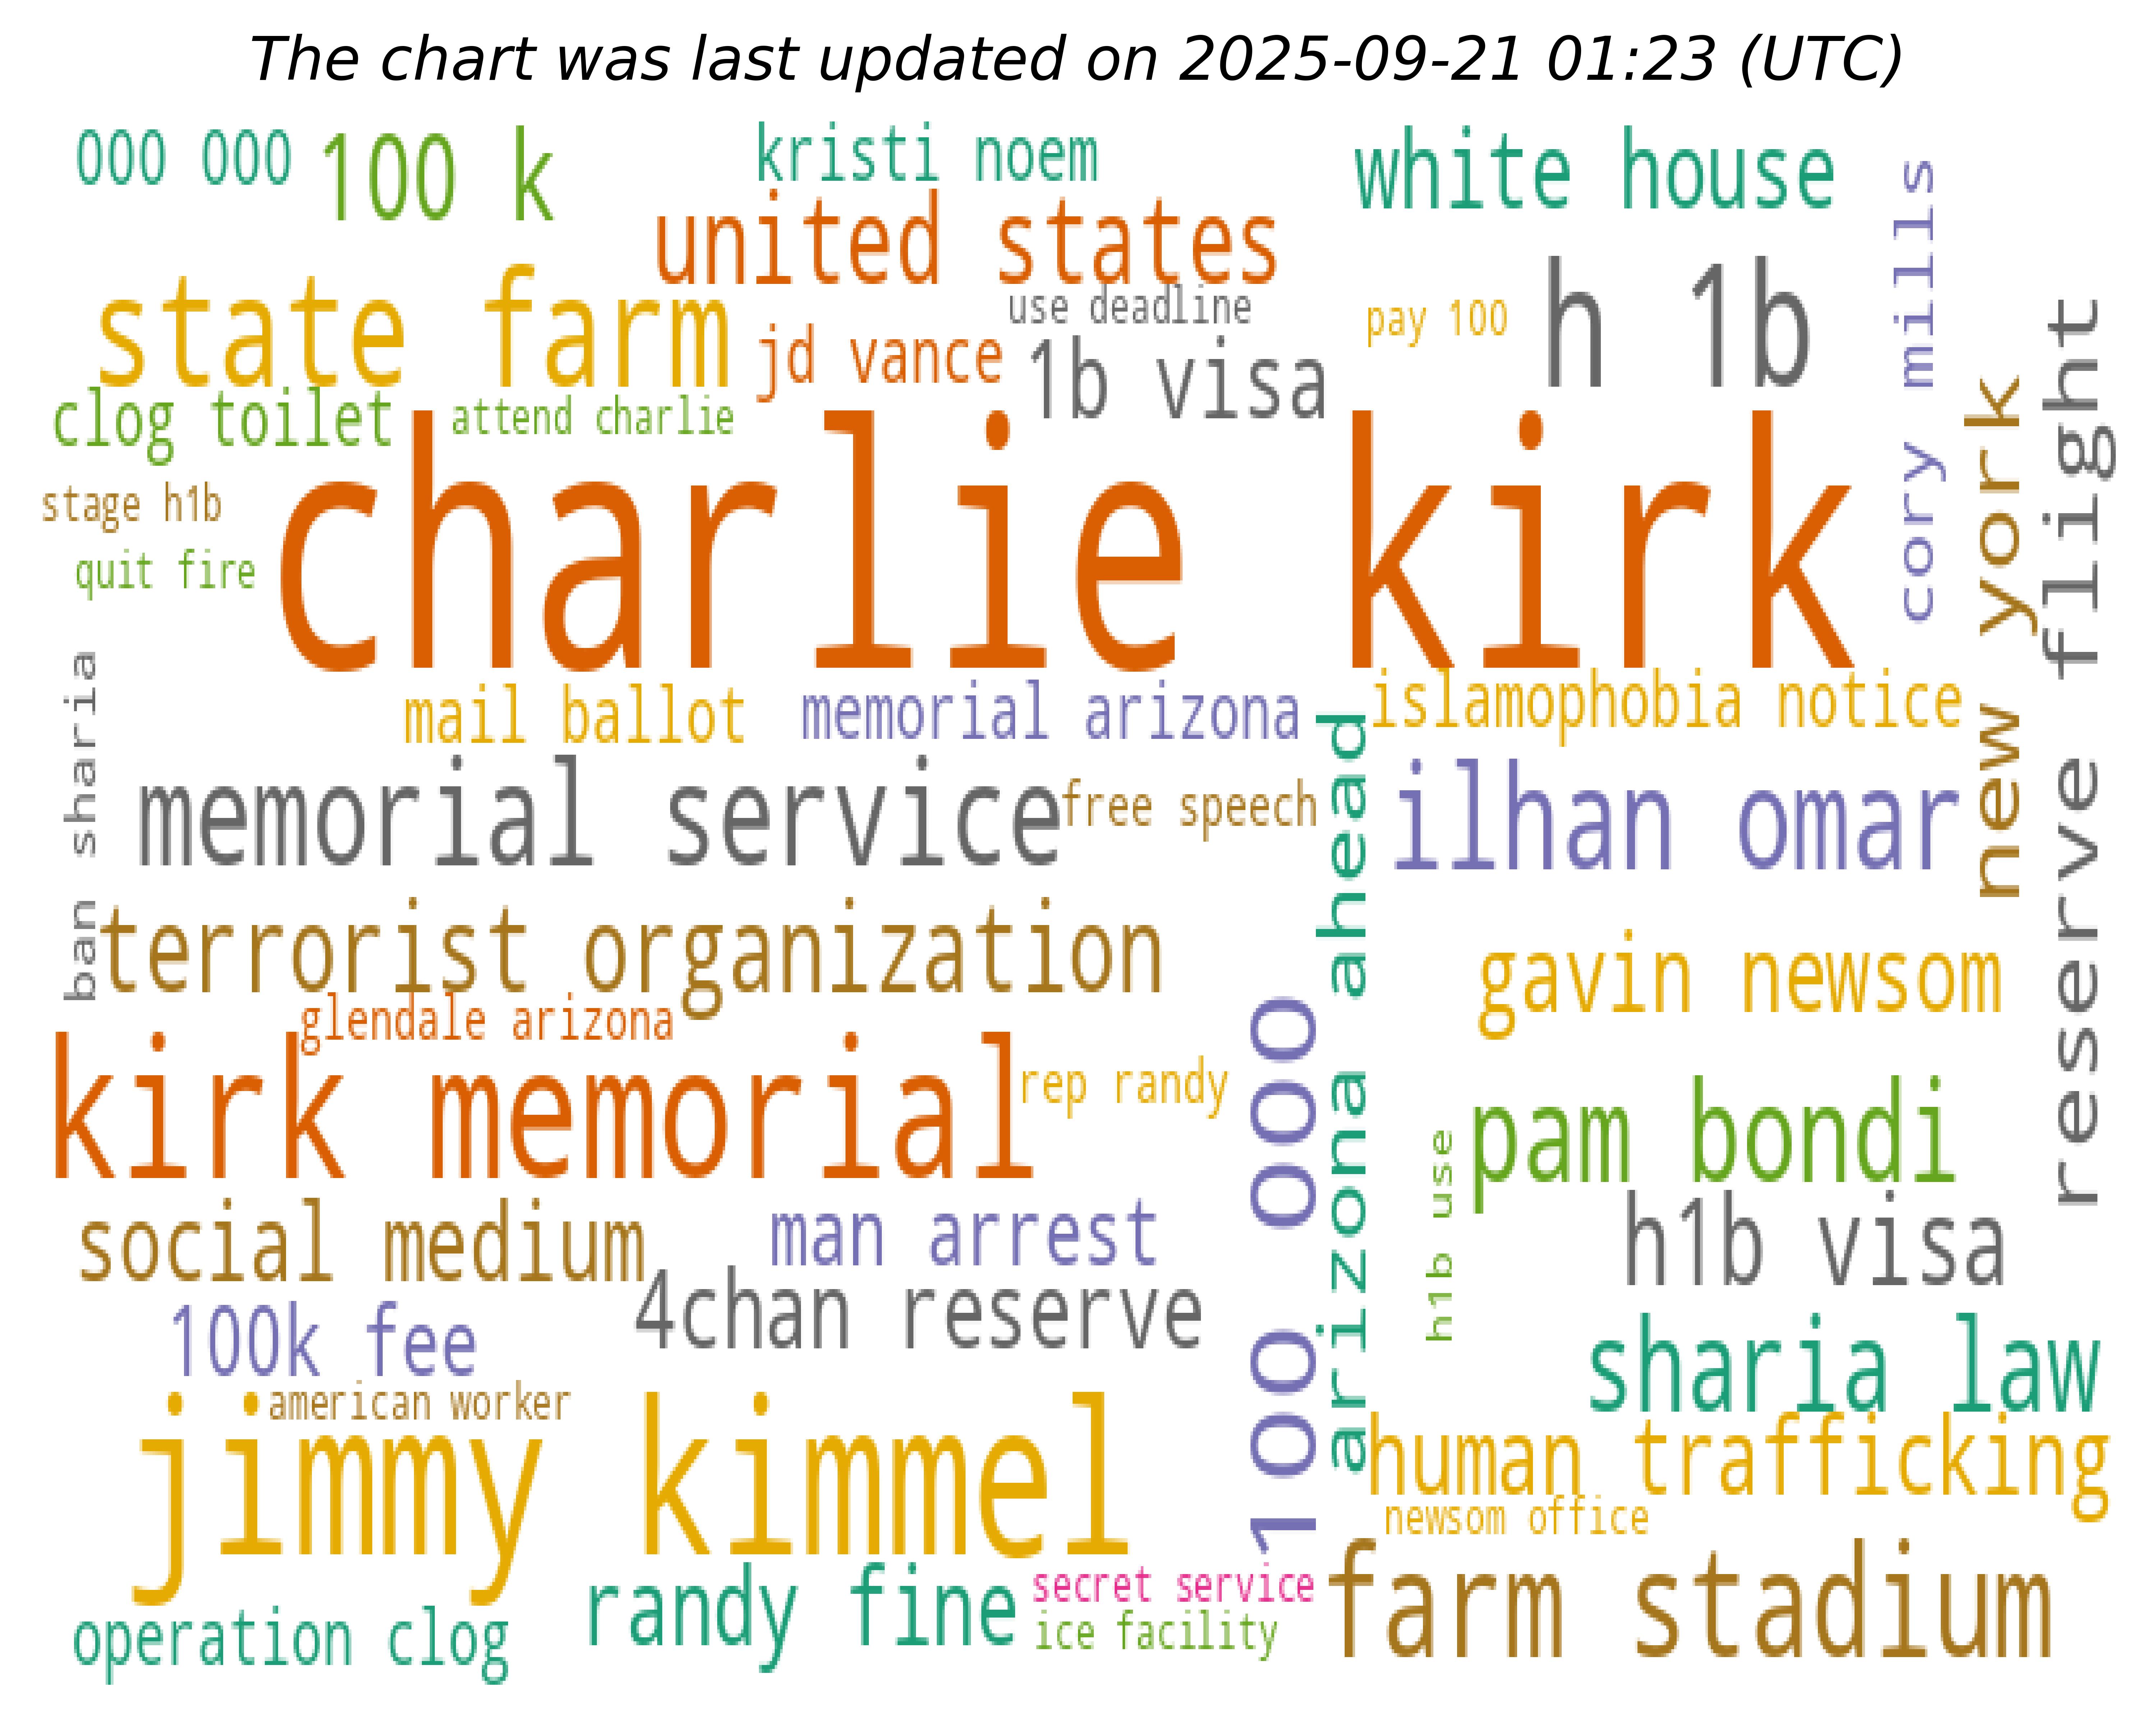 The chart was last updated on 2025-09-21 01:23 (UTC)
000 000
100 k
kristi noem
white house
united states
cory mills
state farm
use deadline
pay 100
h 1b
jd vance
1b visa
reserve flight
new york
clog toilet
attend charlie
charlie kirk
stage h1b
quit fire
ban sharia
mail ballot
memorial arizona
islamophobia notice
memorial service
free speech
arizona ahead
ilhan omar
terrorist organization
gavin newsom
glendale arizona
100 000
kirk memorial
rep randy
pam bondi
h1b use
social medium
man arrest
h1b visa
4chan reserve
100k fee
sharia law
american worker
jimmy kimmel
human trafficking
newsom office
farm stadium
randy fine
secret service
operation clog
ice facility